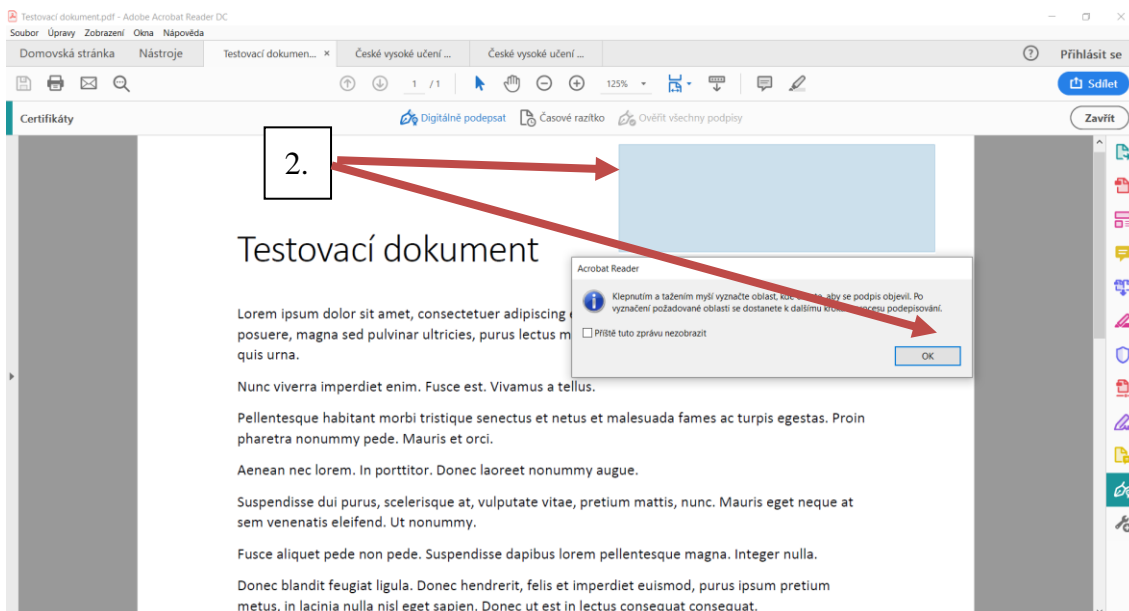 Testovací dokument.pdf - Adobe Acrobat Reader DC
Soubor Úpravy Zobrazení Okna Nápověda
Domovská stránka Nástroje Testovací dokumen... × České vysoké učení ... České vysoké učení ... Přihlásit se
1 / 1 125% Sdílet
Certifikáty Digitálně podepsat Časové razítko Ověřit všechny podpisy Zavřít
2.
Testovací dokument
Acrobat Reader
Klepnutím a tažením myší vyznačte oblast, kde aby se podpis objevil. Po
vyznačení požadované oblasti se dostanete k dalšímu podepisování.
Příště tuto zprávu nezobrazit
OK
Lorem ipsum dolor sit amet, consectetuer adipiscing
posuere, magna sed pulvinar ultricies, purus lectus
quis urna.
Nunc viverra imperdiet enim. Fusce est. Vivamus a tellus.
Pellentesque habitant morbi tristique senectus et netus et malesuada fames ac turpis egestas. Proin
pharetra nonummy pede. Mauris et orci.
Aenean nec lorem. In porttitor. Donec laoreet nonummy augue.
Suspendisse dui purus, scelerisque at, vulputate vitae, pretium mattis, nunc. Mauris eget neque at
sem venenatis eleifend. Ut nonummy.
Fusce aliquet pede non pede. Suspendisse dapibus lorem pellentesque magna. Integer nulla.
Donec blandit feugiat ligula. Donec hendrerit, felis et imperdiet euismod, purus ipsum pretium
metus, in lacinia nulla nisl eget sapien. Donec ut est in lectus consequat consequat.